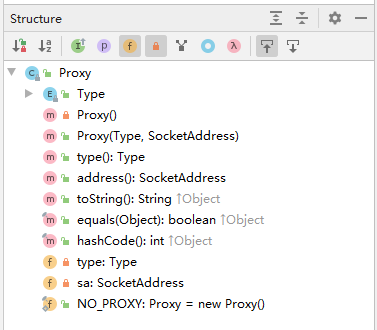 Structure
Proxy
Type
Proxy()
Proxy(Type, SocketAddress)
type(): Type
address(): SocketAddress
toString(): String ↑Object
equals(Object): boolean ↑Object
hashCode(): int ↑Object
type: Type
sa: SocketAddress
NO_PROXY: Proxy = new Proxy()